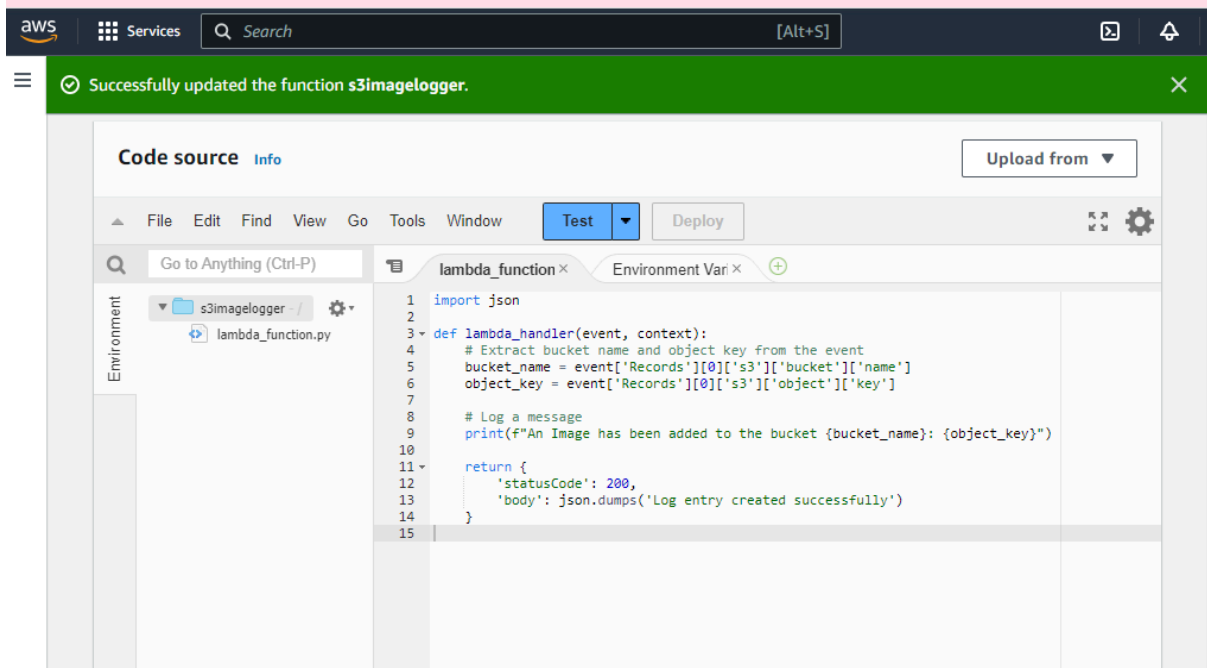 aws
Services
Search
[Alt+S]
Successfully updated the function s3imagelogger.
Code source Info
Upload from
File Edit Find View Go Tools Window Test Deploy
Go to Anything (Ctrl-P)
lambda_function
Environment Vari
Environment
s3imagelogger - /
lambda_function.py
1 import json
2
3 def lambda_handler(event, context):
4 # Extract bucket name and object key from the event
5 bucket_name = event['Records'][0]['s3']['bucket']['name']
6 object_key = event['Records'][0]['s3']['object']['key']
7
8 # Log a message
9 print(f"An Image has been added to the bucket {bucket_name}: {object_key}")
10
11 return {
12 'statusCode': 200,
13 'body': json.dumps('Log entry created successfully')
14 }
15